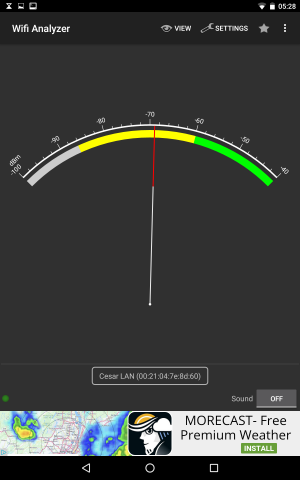 05:28
Wifi Analyzer
VIEW
SETTINGS
dBm
-100
-90
-80
-70
-60
-50
-40
Cesar LAN (00:21:04:7e:8d:60)
Sound
OFF
MORECAST- Free
Premium Weather
INSTALL